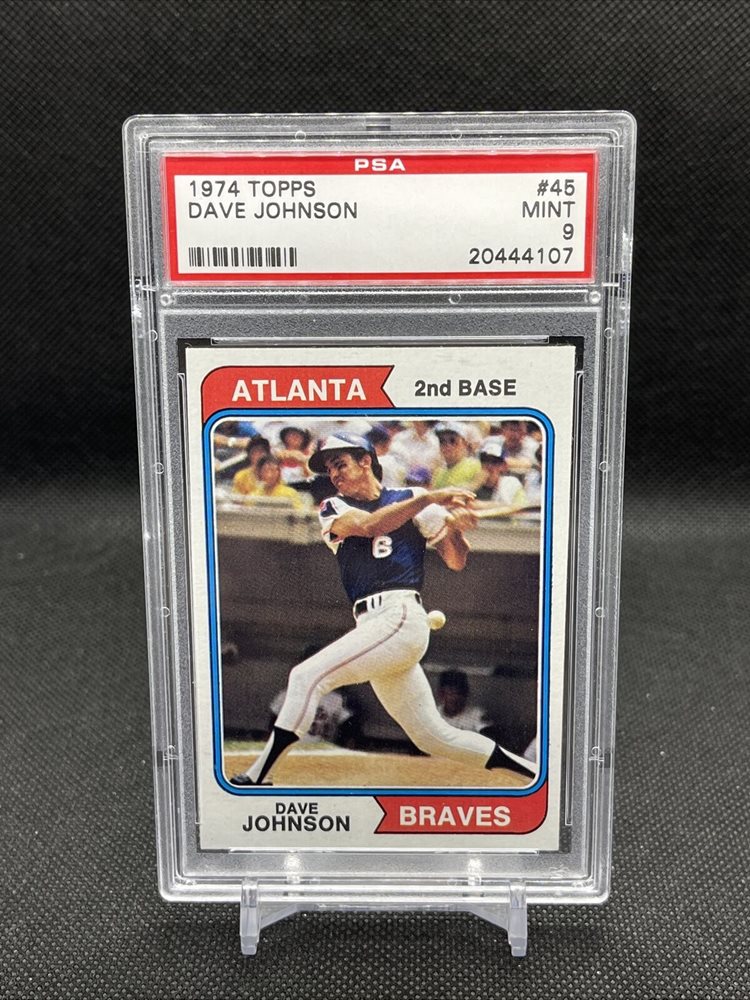 PSA
1974 TOPPS #45
DAVE JOHNSON MINT
9
20444107
ATLANTA 2nd BASE
6
DAVE
JOHNSON
BRAVES